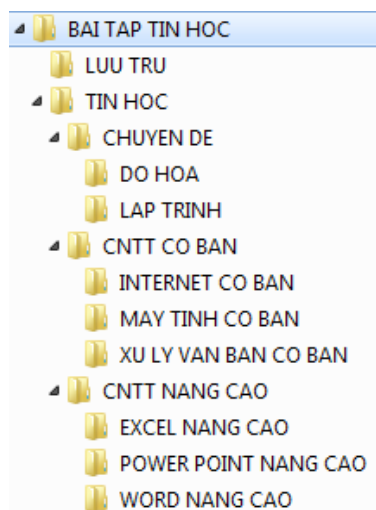 BAI TAP TIN HOC
LUU TRU
TIN HOC
CHUYEN DE
DO HOA
LAP TRINH
CNTT CO BAN
INTERNET CO BAN
MAY TINH CO BAN
XU LY VAN BAN CO BAN
CNTT NANG CAO
EXCEL NANG CAO
POWER POINT NANG CAO
WORD NANG CAO